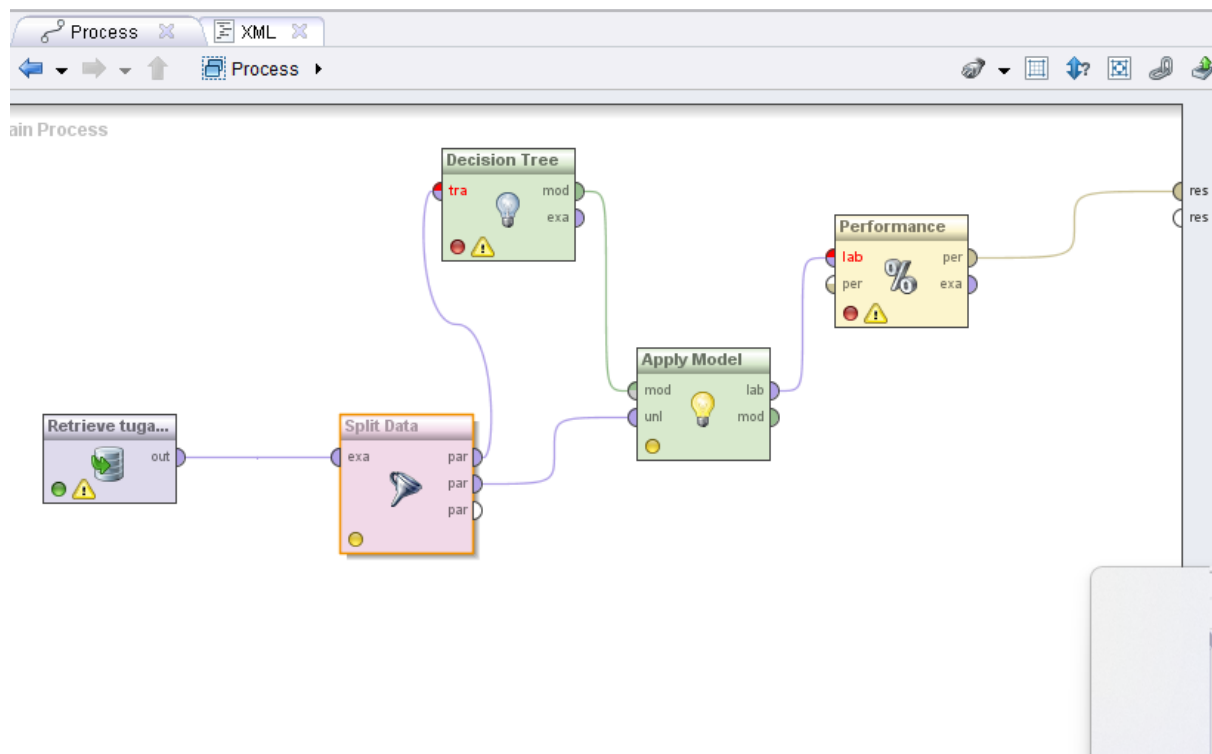 Process
XML
Process
ain Process
Decision Tree
tra
mod
exa
Performance
lab
per
per
exa
res
res
Apply Model
mod
lab
unl
mod
Retrieve tuga...
out
Split Data
exa
par
par
par